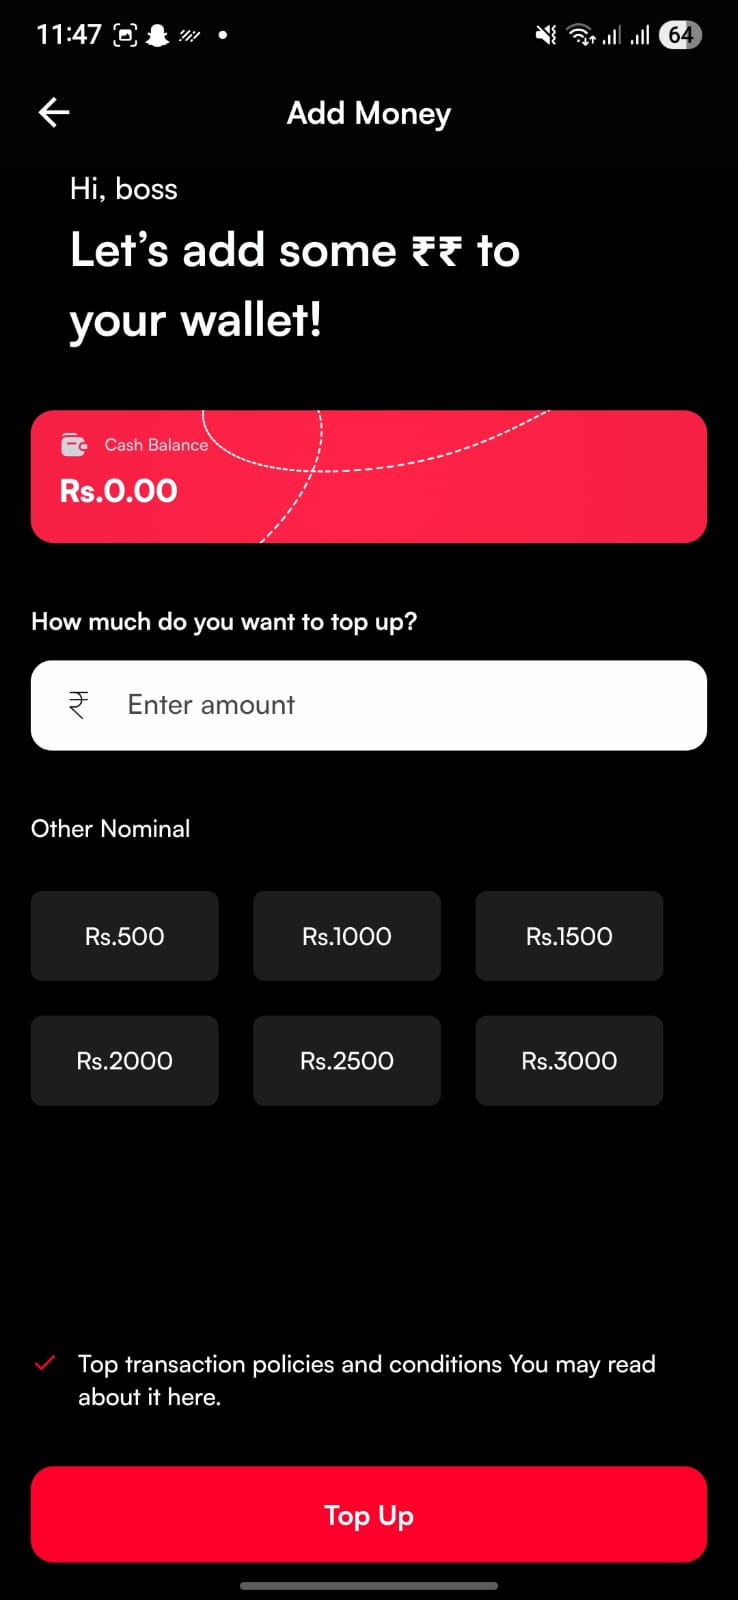 11:47
64
Add Money
Hi, boss
Let's add some ₹₹ to
your wallet!
Cash Balance
Rs.0.00
How much do you want to top up?
₹ Enter amount
Other Nominal
Rs.500 Rs.1000 Rs.1500
Rs.2000 Rs.2500 Rs.3000
Top transaction policies and conditions You may read
about it here.
Top Up